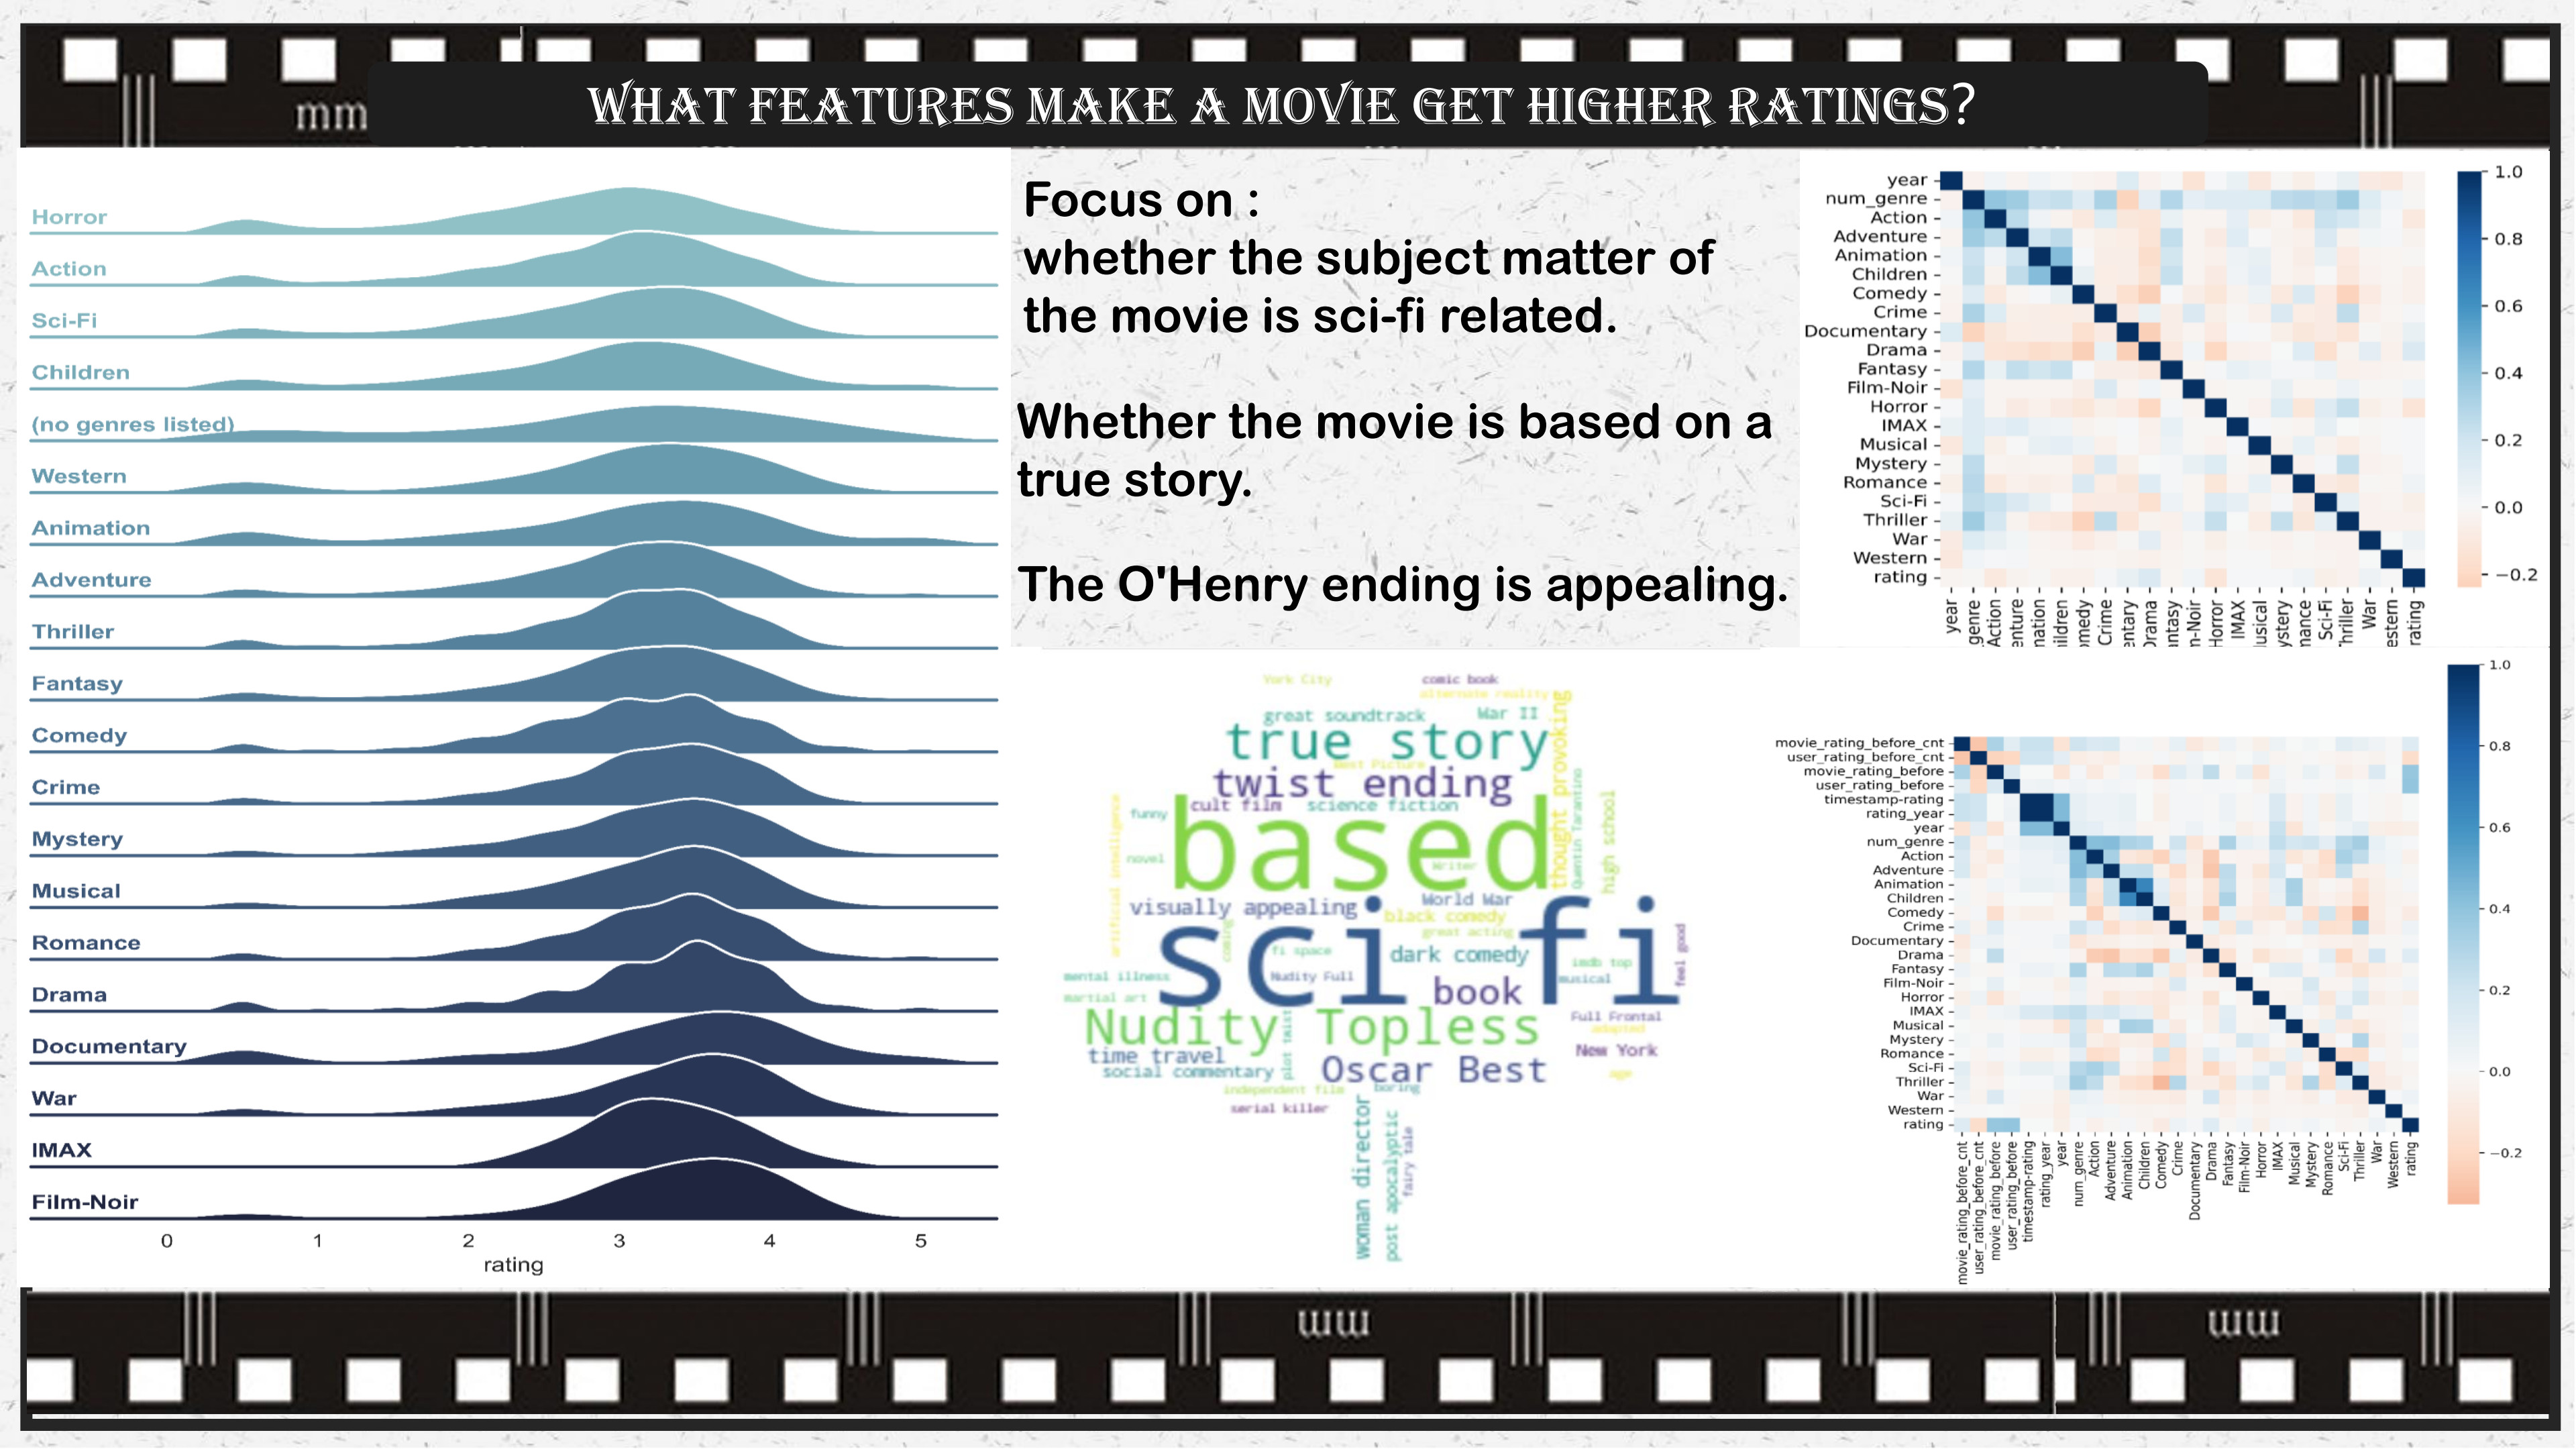 mm
WHAT FEATURES MAKE A MOVIE GET HIGHER RATINGS?
Horror
Action
Sci-Fi
Children
(no genres listed)
Western
Animation
Adventure
Thriller
Fantasy
Comedy
Crime
Mystery
Musical
Romance
Drama
Documentary
War
IMAX
Film-Noir
0 1 2 3 4 5
rating
Focus on :
whether the subject matter of
the movie is sci-fi related.
Whether the movie is based on a
true story.
The O'Henry ending is appealing.
York City
comic book
alternate reality
great soundtrack
War II
true story
Best Picture
twist ending
thought provoking
cult film
science fiction
Quentin Tarantino
high school
artificial intelligence
funny
based
novel
Writer
visually appealing
World War
black comedy
great acting
sci fi
coming
fi space
dark comedy
imdb top
feel good
mental illness
Nudity Full
musical
martial art
book
Nudity Topless
Full Frontal
adapted
plot twist
New York
time travel
social commentary
Oscar Best
age
independent film
boring
serial killer
woman director
post apocalyptic
fairy tale
year
num_genre
Action
Adventure
Animation
Children
Comedy
Crime
Documentary
Drama
Fantasy
Film-Noir
Horror
IMAX
Musical
Mystery
Romance
Sci-Fi
Thriller
War
Western
rating
year genre Action enture nation ildren omedy Crime entary Drama ntasy m-Noir Horror IMAX usical ystery nance Sci-Fi hriller War estern rating
1.0
0.8
0.6
0.4
0.2
0.0
−0.2
movie_rating_before_cnt
user_rating_before_cnt
movie_rating_before
user_rating_before
timestamp-rating
rating_year
year
num_genre
Action
Adventure
Animation
Children
Comedy
Crime
Documentary
Drama
Fantasy
Film-Noir
Horror
IMAX
Musical
Mystery
Romance
Sci-Fi
Thriller
War
Western
rating
movie_rating_before_cnt user_rating_before_cnt movie_rating_before user_rating_before timestamp-rating rating_year year num_genre Action Adventure Animation Children Comedy Crime Documentary Drama Fantasy Film-Noir Horror IMAX Musical Mystery Romance Sci-Fi Thriller War Western rating
1.0
0.8
0.6
0.4
0.2
0.0
−0.2
mm
mm